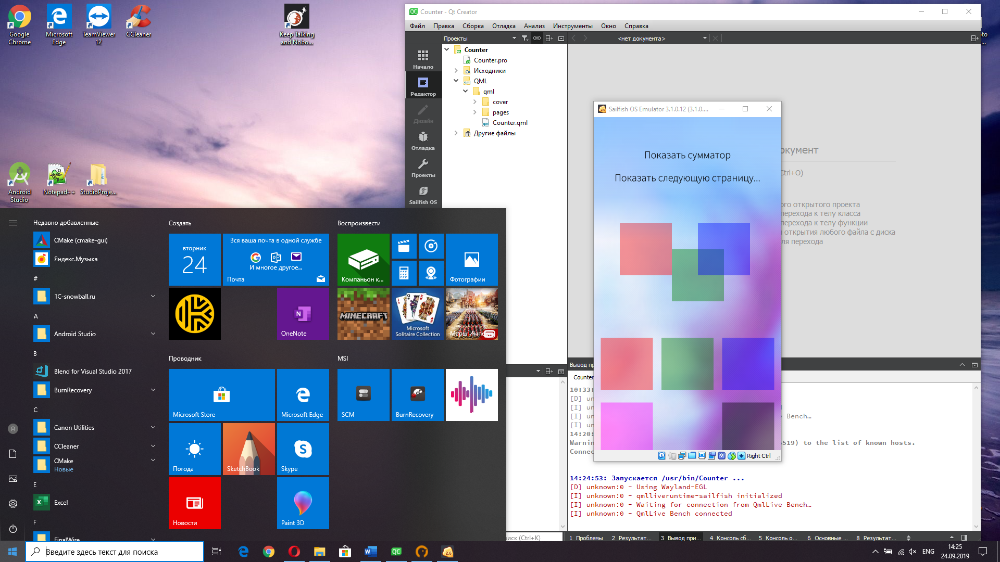 Google
Chrome
Microsoft
Edge
TeamViewer
12
CCleaner
Keep Talking
and Nobo...
Android
Studio
Notepad++
StudioProje...
Counter - Qt Creator
Файл Правка Сборка Отладка Анализ Инструменты Окно Справка
Проекты
<нет документа>
Начало
Редактор
Дизайн
Отладка
Проекты
Sailfish OS
Counter
Counter.pro
Исходники
QML
qml
cover
pages
Counter.qml
Другие файлы
окумент
Ctrl+O)
ого открытого проекта
перехода к телу класса
перехода к телу функции
открытия любого файла с диска
ля перехода
Sailfish OS Emulator 3.1.0.12 (3.1.0....
Показать сумматор
Показать следующую страницу...
Right Ctrl
Вывод пр
Counter
10:33:
[D] un
[I] un
[I] un
Bench…
[I] un
14:20:
Warnin
519) to the list of known hosts.
Connec
14:24:53: Запускается /usr/bin/Counter ...
[D] unknown:0 - Using Wayland-EGL
[I] unknown:0 - qmlliveruntime-sailfish initialized
[I] unknown:0 - Waiting for connection from QmlLive Bench…
[I] unknown:0 - QmlLive Bench connected
иск (Ctrl+K)
1 Проблемы
2 Результат...
3 Вывод при...
4 Консоль сб...
5 Консоль о...
6 Основные ...
8 Результат...
Недавно добавленные
CMake (cmake-gui)
Яндекс.Музыка
#
1C-snowball.ru
A
Android Studio
B
Blend for Visual Studio 2017
BurnRecovery
C
Canon Utilities
CCleaner
CMake
Новые
E
Excel
F
FinalWire
Создать
вторник
24
Вся ваша почта в одной службе
И многое другое...
Почта
OneNote
Проводник
Microsoft Store
Microsoft Edge
Погода
SketchBook
Skype
Новости
Paint 3D
Воспроизвести
Компаньон к...
Фотографии
MINECRAFT
Microsoft
Solitaire Collection
Марш Импе
MSI
SCM
BurnRecovery
Введите здесь текст для поиска
ENG
14:25
24.09.2019